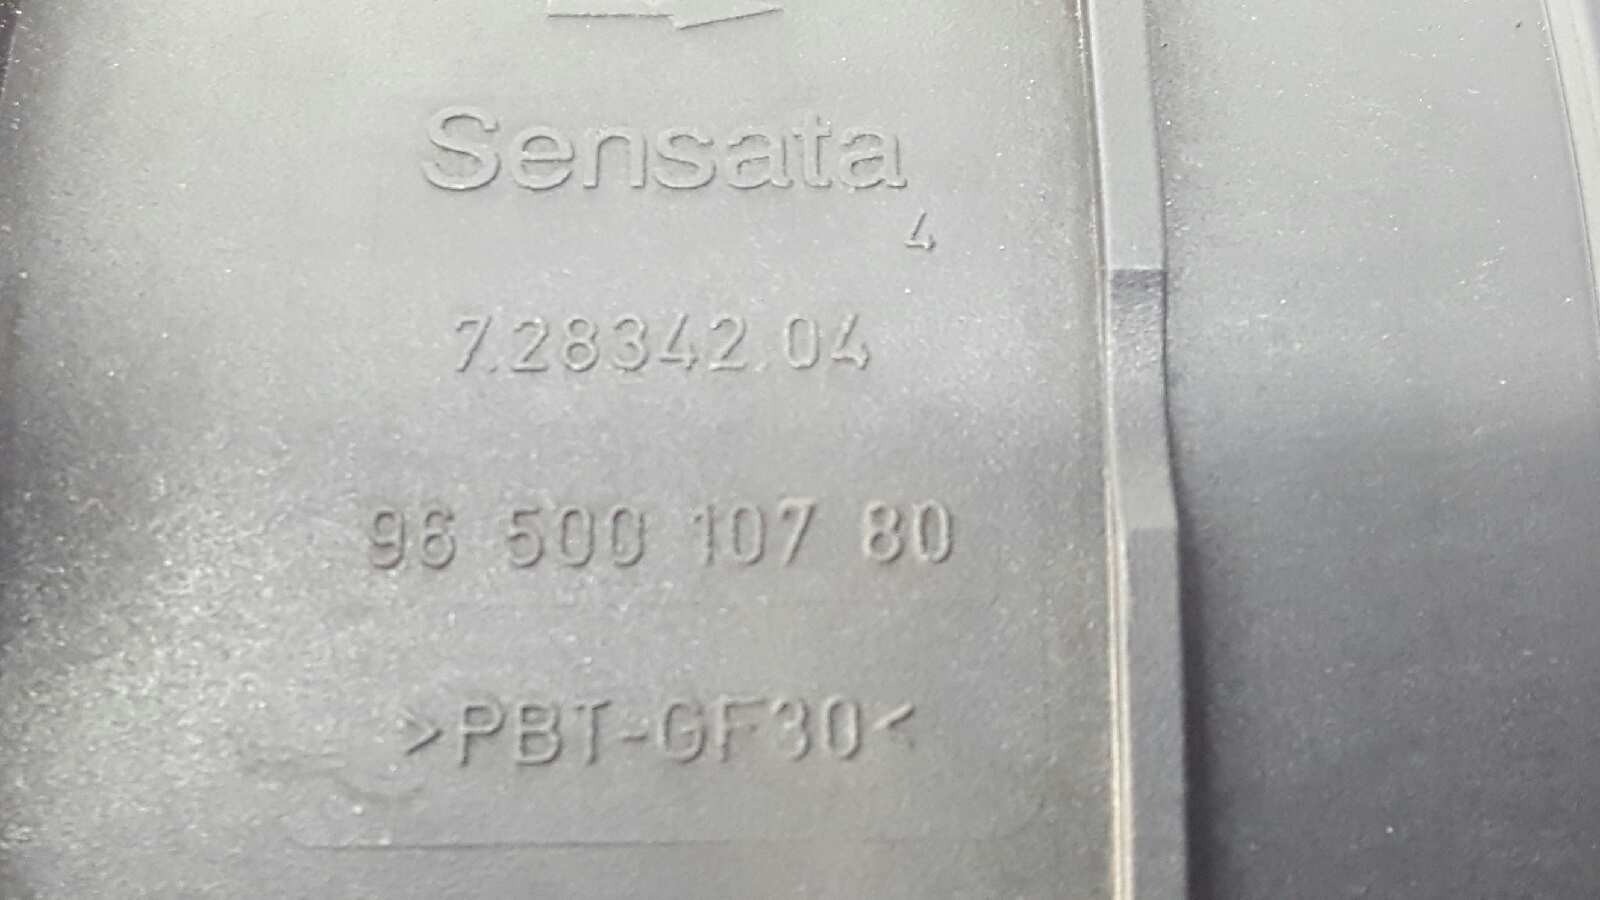 Sensata
4
7.28342.04
96 500 107 80
>PBT-GF30<